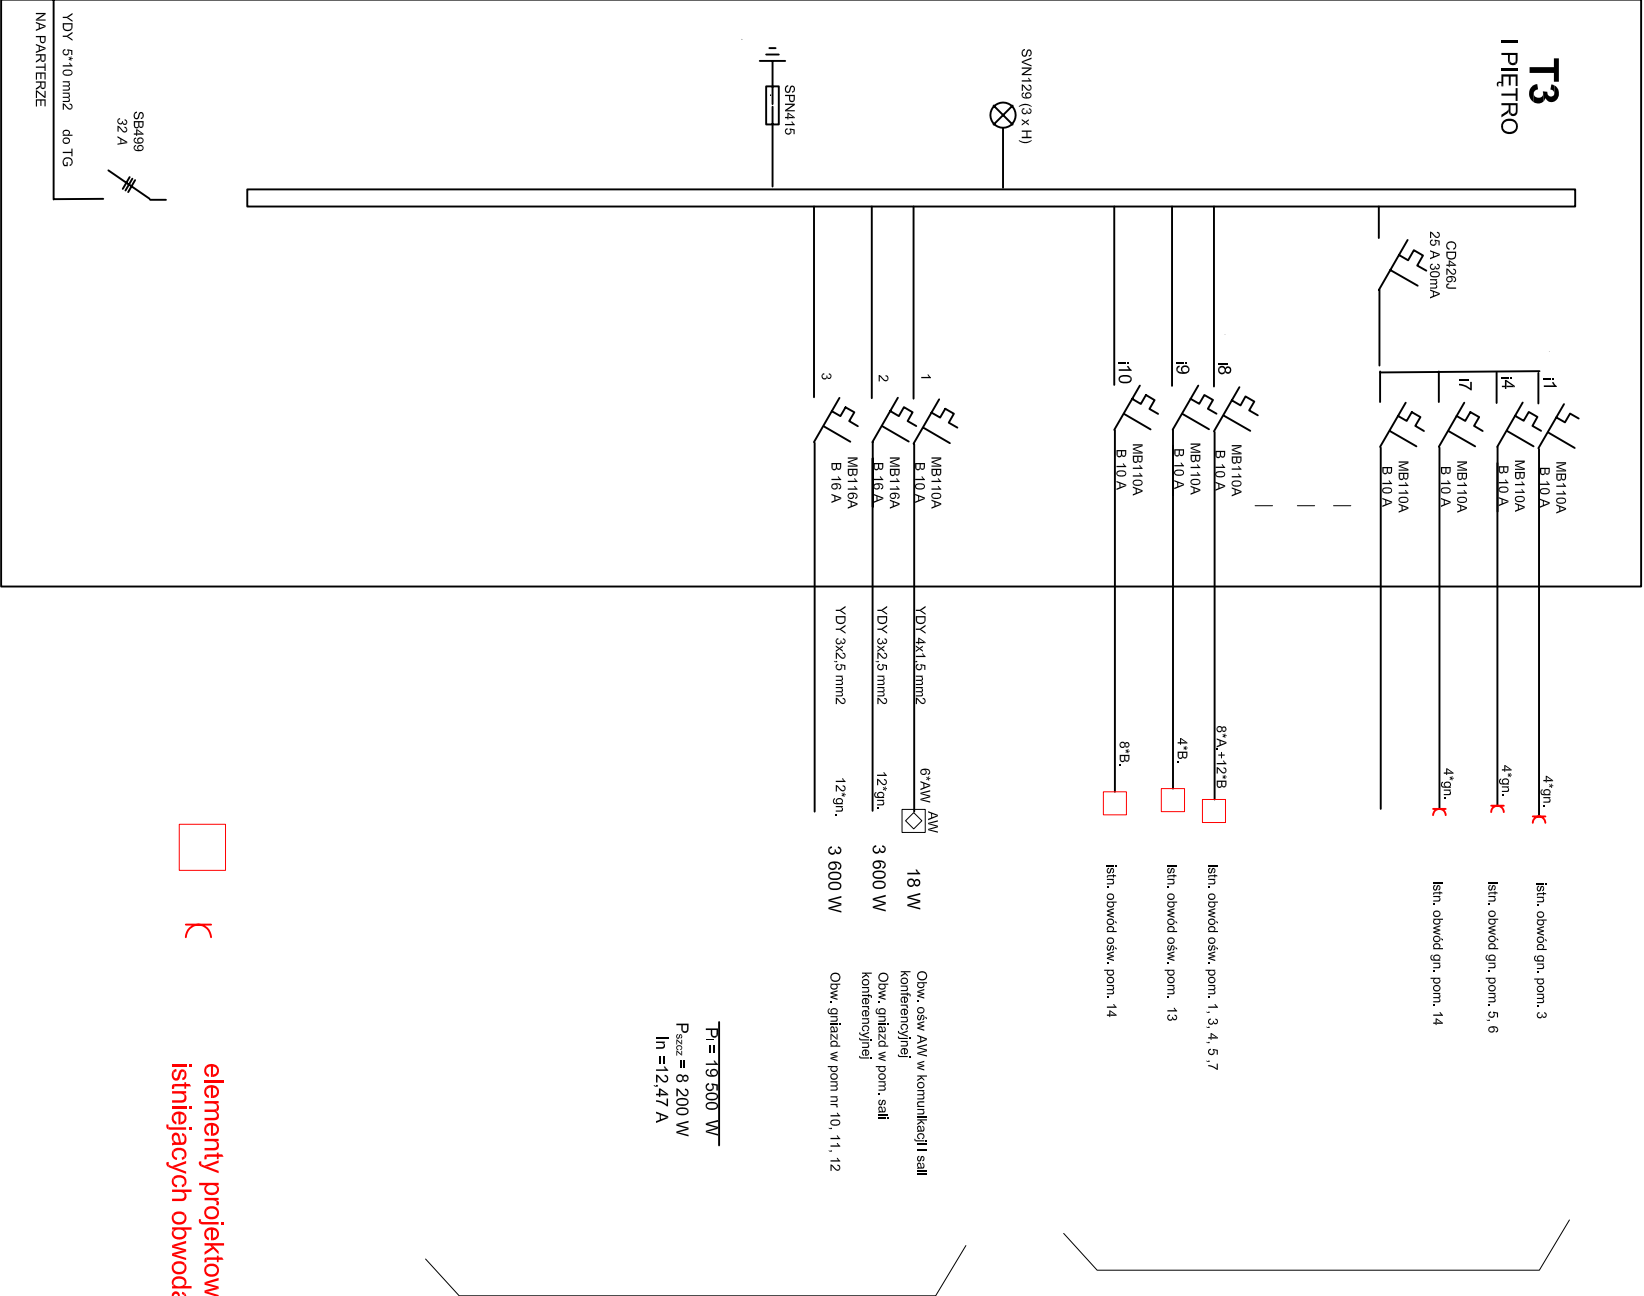 T3
I PIĘTRO
SVN129 (3 x H)
SPN415
SB499
32 A
YDY 5*10 mm2 do TG
NA PARTERZE
CD426J
25 A 30mA
i1
MB110A
B 10 A
4*gn.
istn. obwód gn. pom. 3
i4
MB110A
B 10 A
4*gn.
Istn. obwód gn. pom. 5, 6
i7
MB110A
B 10 A
4*gn.
Istn. obwód gn. pom. 14
MB110A
B 10 A
i8
MB110A
B 10 A
8*A.+12*B
Istn. obwód ośw. pom. 1, 3, 4, 5 ,7
i9
MB110A
B 10 A
4*B.
Istn. obwód ośw. pom. 13
i10
MB110A
B 10 A
8*B.
istn. obwód ośw. pom. 14
1
MB110A
B 10 A
YDY 4x1,5 mm2
6*AW
AW
18 W
Obw. ośw AW w komunikacji I sali
konferencyjnej
2
MB116A
B 16 A
YDY 3x2,5 mm2
12*gn.
3 600 W
Obw. gniazd w pom. sali
konferencyjnej
3
MB116A
B 16 A
YDY 3x2,5 mm2
12*gn.
3 600 W
Obw. gniazd w pom nr 10, 11, 12
Pi = 19 500 W
Pszcz = 8 200 W
In =12,47 A
elementy projektow
istniejacych obwoda